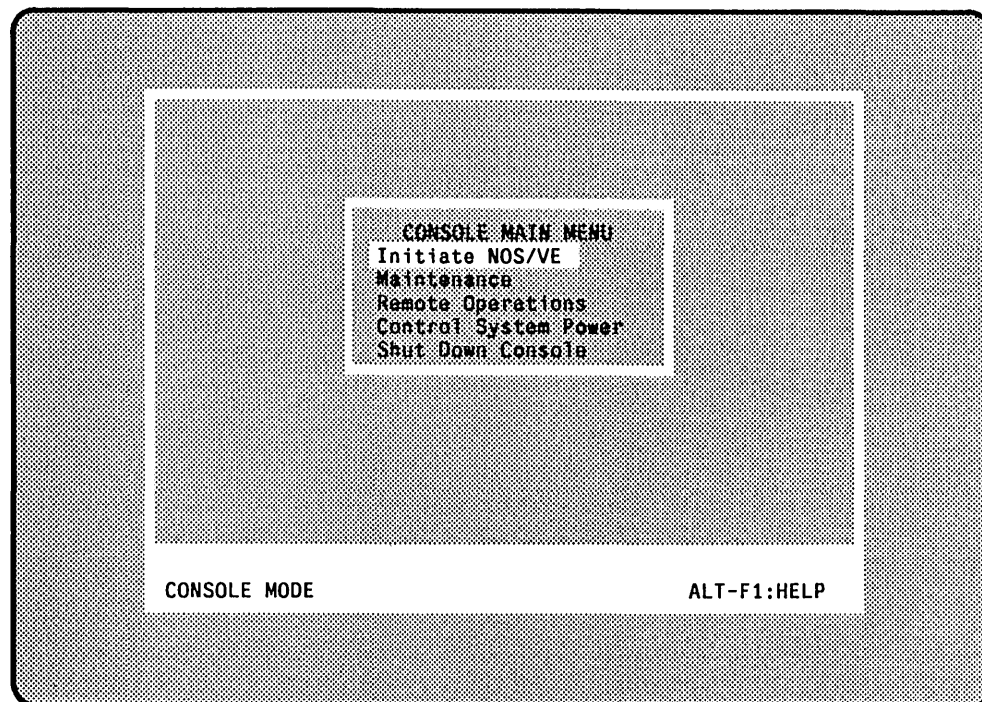 CONSOLE MAIN MENU
Initiate NOS/VE
Maintenance
Remote Operations
Control System Power
Shut Down Console
CONSOLE MODE ALT-F1:HELP